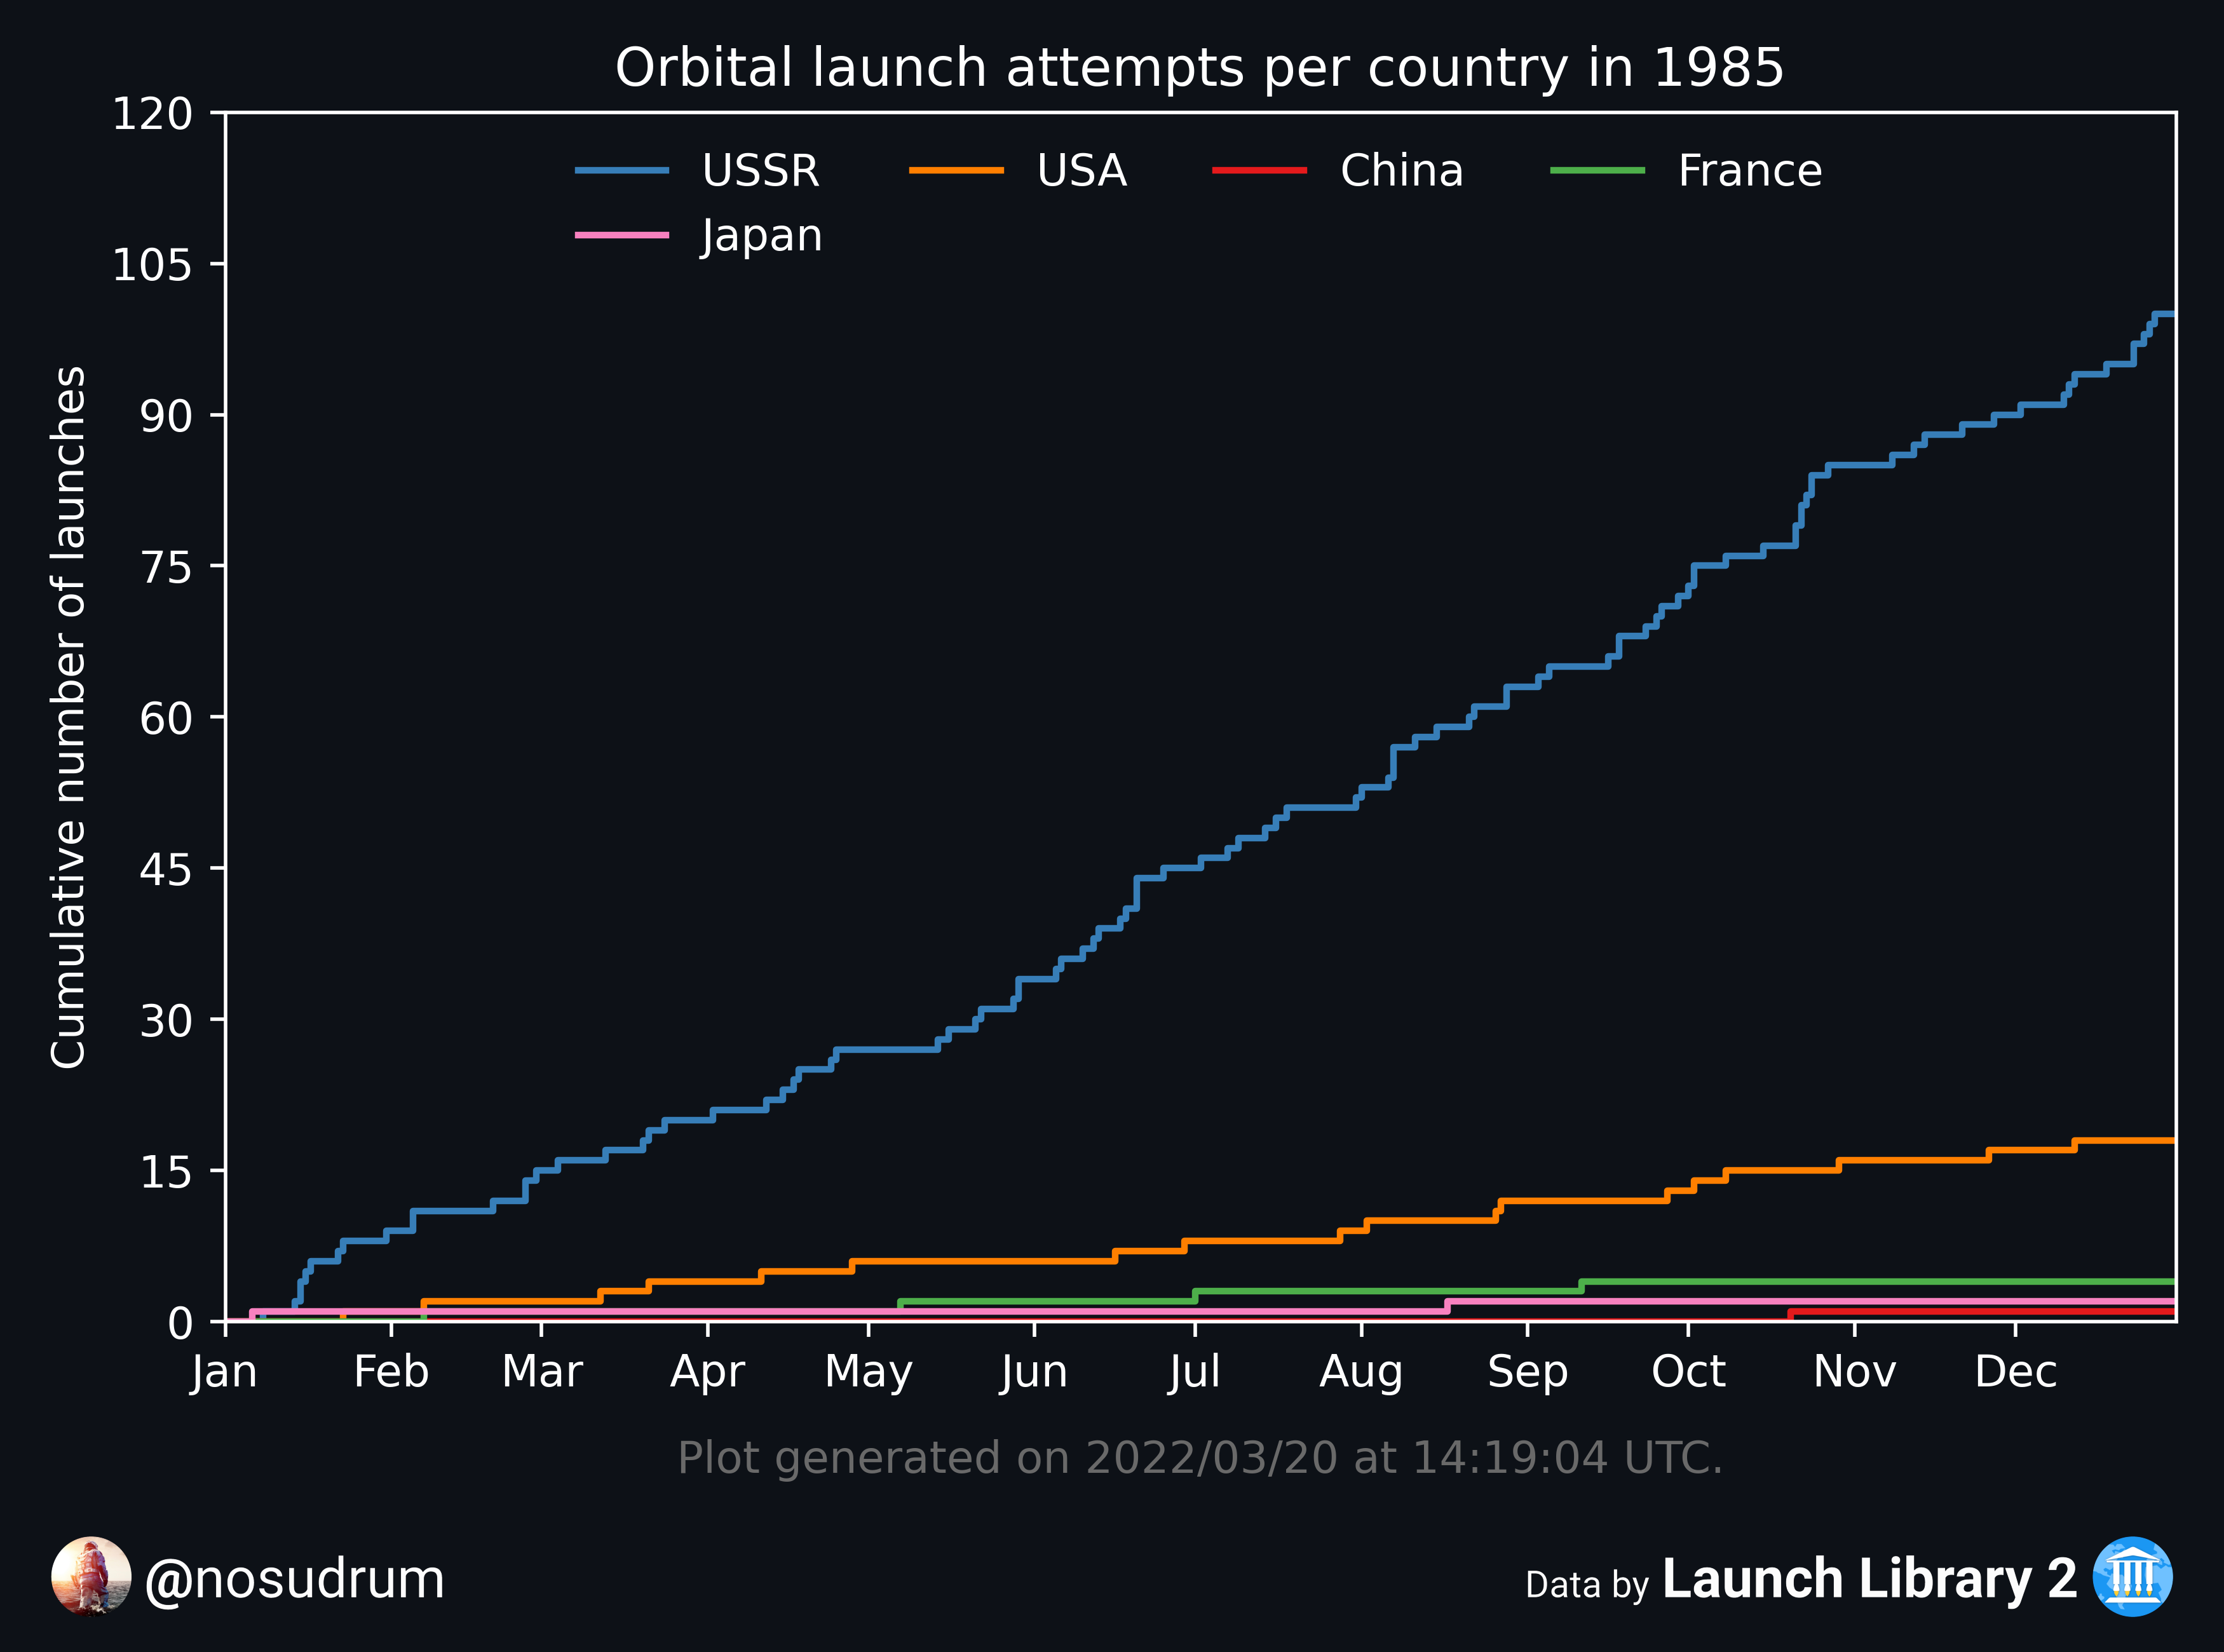 Orbital launch attempts per country in 1985
120
105
90
75
60
45
30
15
0
Cumulative number of launches
USSR USA China France
Japan
Jan Feb Mar Apr May Jun Jul Aug Sep Oct Nov Dec
Plot generated on 2022/03/20 at 14:19:04 UTC.
@nosudrum
Data by Launch Library 2